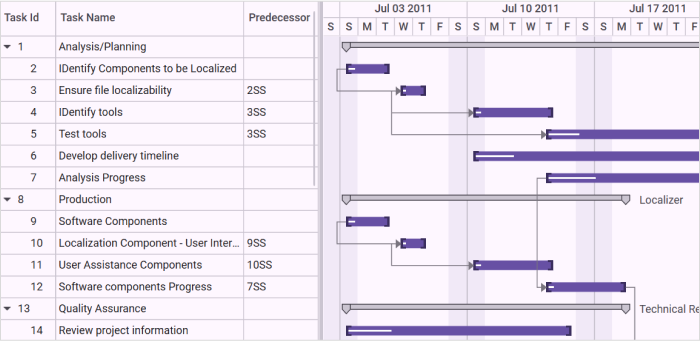 Task Id Task Name Predecessor Jul 03 2011 Jul 10 2011 Jul 17 2011
S S M T W T F S S M T W T F S S M T W T F
1 Analysis/Planning
2 IDentify Components to be Localized
3 Ensure file localizability 2SS
4 IDentify tools 3SS
5 Test tools 3SS
6 Develop delivery timeline
7 Analysis Progress
8 Production Localizer
9 Software Components
10 Localization Component - User Inter... 9SS
11 User Assistance Components 10SS
12 Software components Progress 7SS
13 Quality Assurance Technical Re
14 Review project information